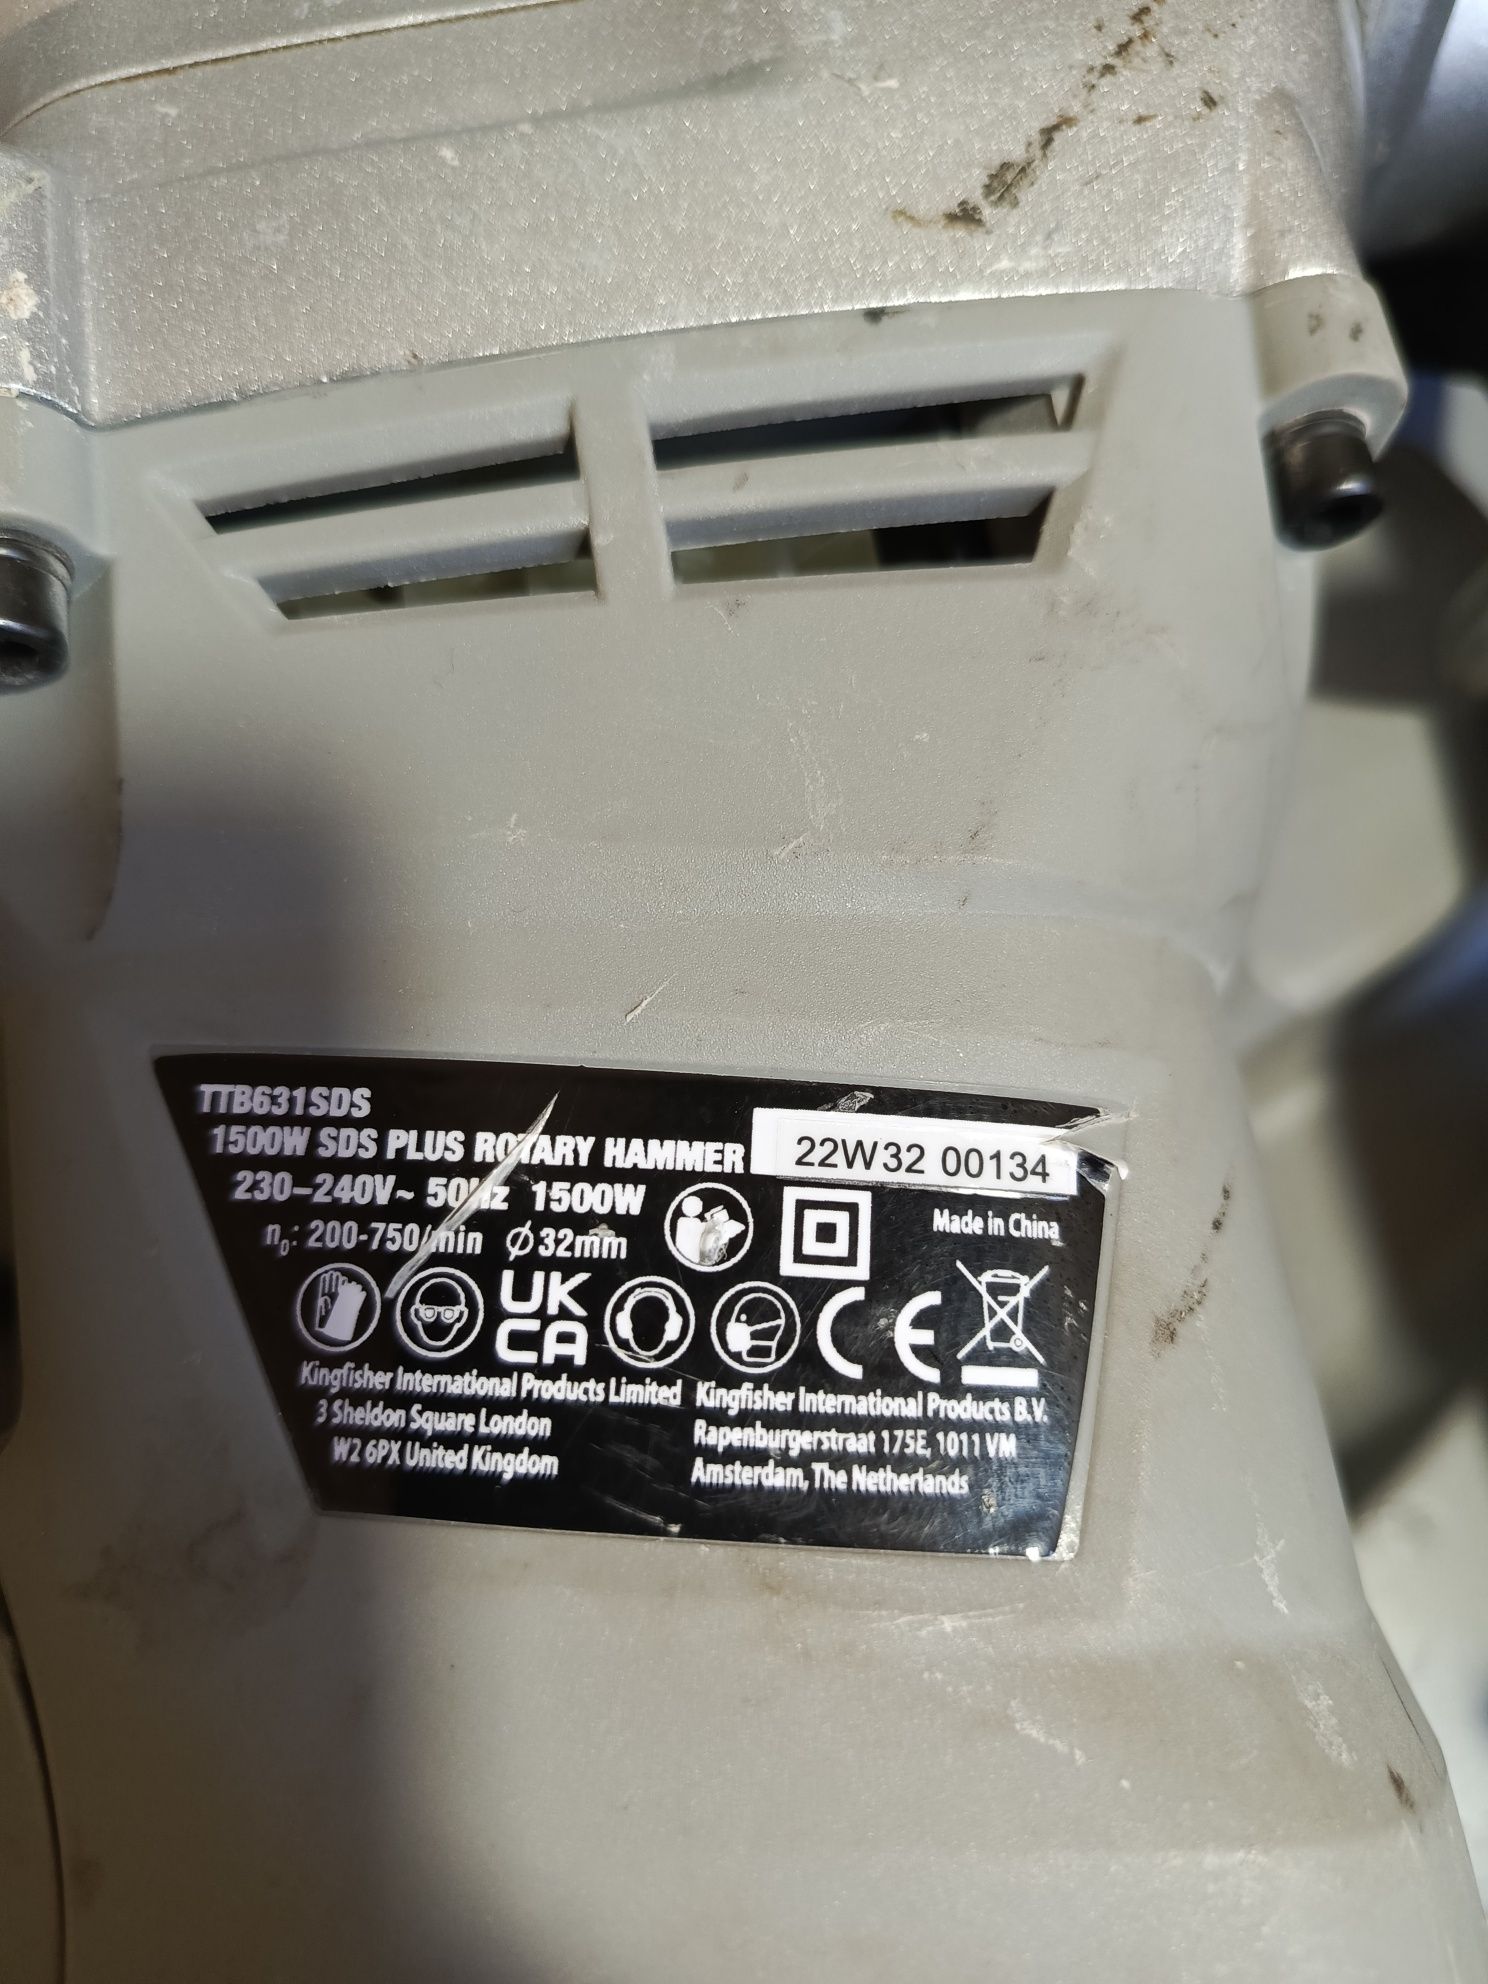 TTB631SDS
1500W SDS PLUS ROTARY HAMMER
22W32 00134
230–240V~ 50Hz 1500W
n₀: 200-750/min Ø32mm
Made in China
UK
CA
CE
Kingfisher International Products Limited
3 Sheldon Square London
W2 6PX United Kingdom
Kingfisher International Products B.V.
Rapenburgerstraat 175E, 1011 VM
Amsterdam, The Netherlands